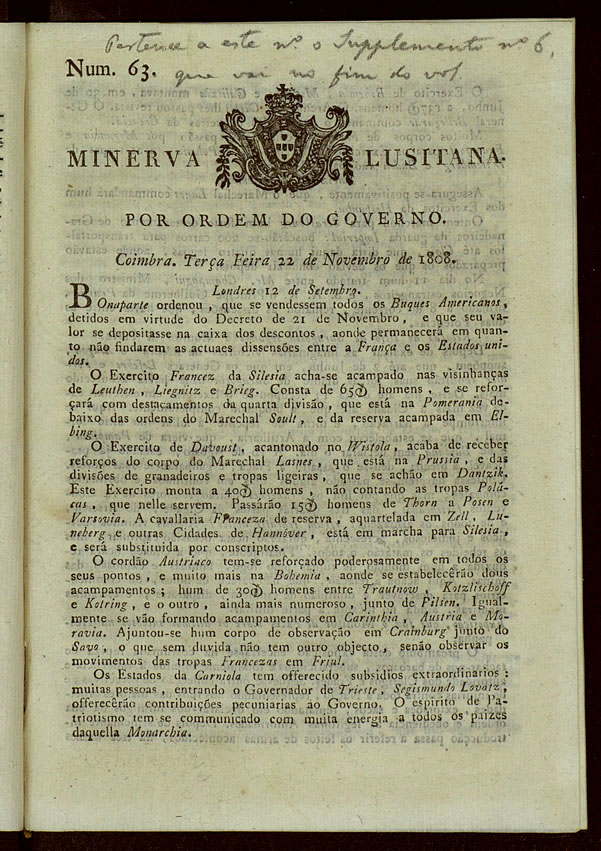 Pertence a este nº o Supplemento nº 6,
que vai no fim do vol.
Num. 63.
MINERVA LUSITANA.
POR ORDEM DO GOVERNO.
Coimbra. Terça Feira 22 de Novembro de 1808.
Londres 12 de Setembro.
BOnaparte ordenou, que se vendessem todos os Buques Americanos,
detidos em virtude do Decreto de 21 de Novembro, e que seu va-
lor se depositasse na caixa dos descontos, aonde permanecerá em quan-
to não findarem as actuaes dissensões entre a França e os Estados uni-
dos.
O Exercito Francez da Silesia acha-se acampado nas visinhanças
de Leuthen, Liegnitz e Brieg. Consta de 65$ homens, e se refor-
çará com destacamentos da quarta divisão, que está na Pomerania de-
baixo das ordens do Marechal Soult, e da reserva acampada em El-
bing.
O Exercito de Davoust, acantonado no Wistola, acaba de receber
reforços do corpo do Marechal Lasnes, que está na Prussia, e das
divisões de granadeiros e tropas ligeiras, que se achão em Dantzik.
Este Exercito monta a 40$ homens, não contando as tropas Polá-
cas, que nelle servem. Passárão 15$ homens de Thorn a Posen e
Varsovia. A cavallaria Franceza de reserva, aquartelada em Zell, Lu-
neberg e outras Cidades de Hannóver, está em marcha para Silesia,
e será substituida por conscriptos.
O cordão Austriaco tem-se reforçado poderosamente em todos os
seus pontos, e muito mais na Bohemia, aonde se estabelecêrão dous
acampamentos; hum de 30$ homens entre Trautnow, Kotzlischoff
e Kolring, e o outro, ainda mais numeroso, junto de Pilsen. Igual-
mente se vão formando acampamentos em Carinthia, Austria e Mo-
ravia. Ajuntou-se hum corpo de observação em Crainburg junto do
Savo, o que sem duvida não tem outro objecto, senão observar os
movimentos das tropas Francezas em Friul.
Os Estados da Carniola tem offerecido subsidios extraordinarios:
muitas pessoas, entrando o Governador de Trieste, Segismundo Lovatz,
offerecêrão contribuições pecuniarias ao Governo. O espirito de Pa-
triotismo tem se communicado com muita energia a todos os paizes
daquella Monarchia.